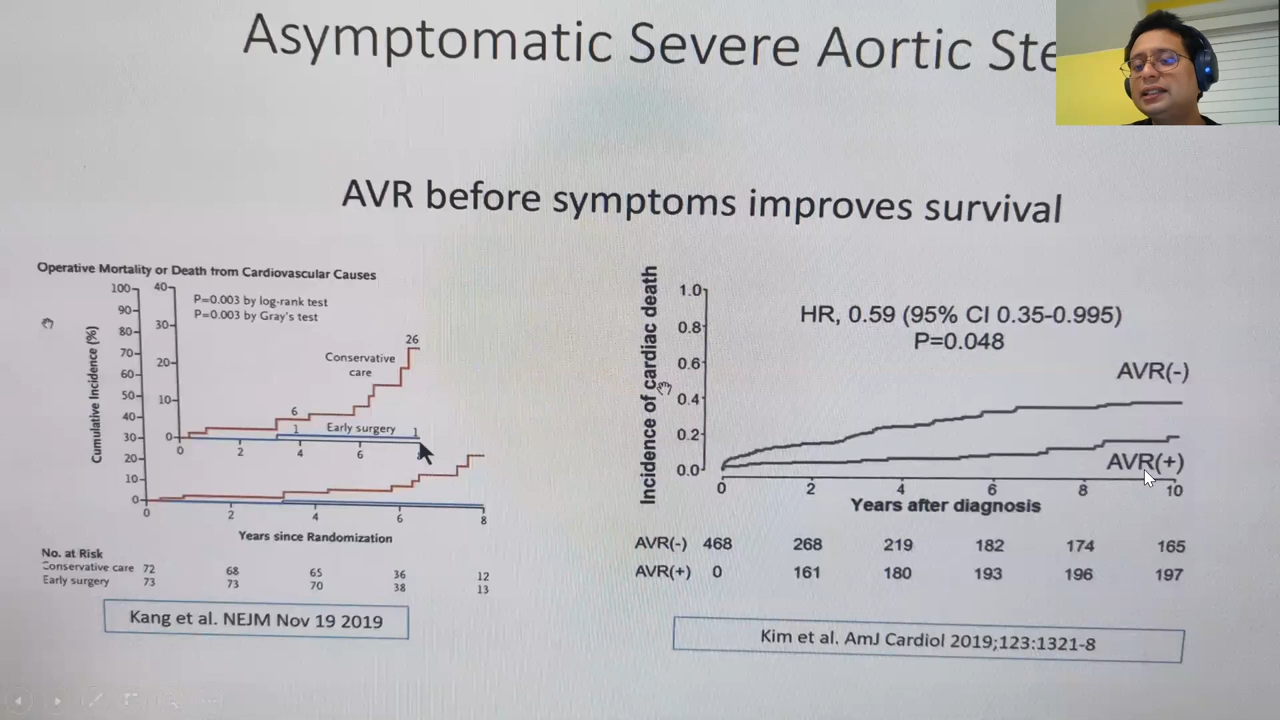 Asymptomatic Severe Aortic Ste
AVR before symptoms improves survival
Operative Mortality or Death from Cardiovascular Causes
Cumulative Incidence (%)
100
90
80
70
60
50
40
30
20
10
0
40
30
20
10
0
P=0.003 by log-rank test
P=0.003 by Gray's test
Conservative
care
26
6
1
Early surgery
1
0 2 4 6
0 2 4 6 8
Years since Randomization
No. at Risk
Conservative care 72 68 65 36 12
Early surgery 73 73 70 38 13
Kang et al. NEJM Nov 19 2019
Incidence of cardiac death
1.0
0.8
0.6
0.4
0.2
0.0
HR, 0.59 (95% CI 0.35-0.995)
P=0.048
AVR(-)
AVR(+)
0 2 4 6 8 10
Years after diagnosis
AVR(-) 468 268 219 182 174 165
AVR(+) 0 161 180 193 196 197
Kim et al. AmJ Cardiol 2019;123:1321-8